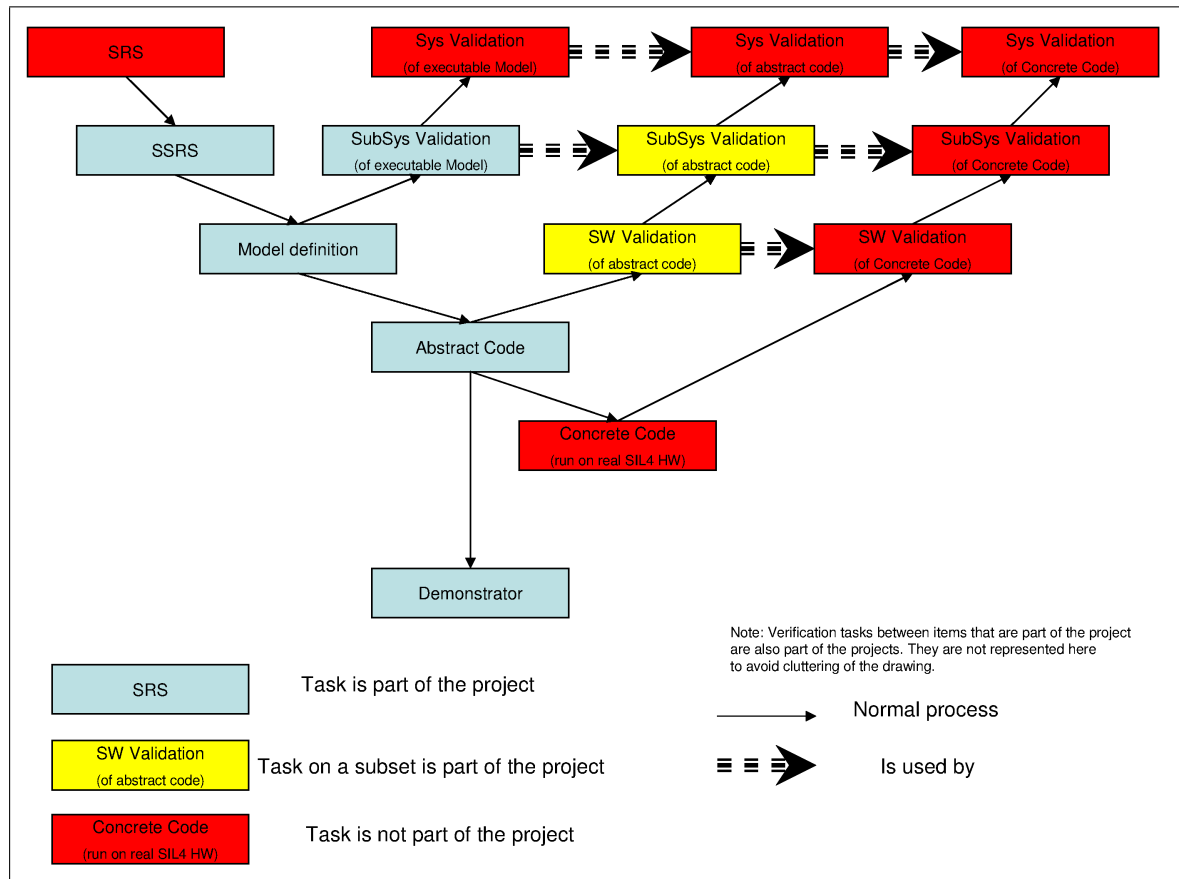 SRS
Sys Validation
(of executable Model)
Sys Validation
(of abstract code)
Sys Validation
(of Concrete Code)
SSRS
SubSys Validation
(of executable Model)
SubSys Validation
(of abstract code)
SubSys Validation
(of Concrete Code)
Model definition
SW Validation
(of abstract code)
SW Validation
(of Concrete Code)
Abstract Code
Concrete Code
(run on real SIL4 HW)
Demonstrator
Note: Verification tasks between items that are part of the project
are also part of the projects. They are not represented here
to avoid cluttering of the drawing.
SRS
Task is part of the project
Normal process
SW Validation
(of abstract code)
Task on a subset is part of the project
Is used by
Concrete Code
(run on real SIL4 HW)
Task is not part of the project